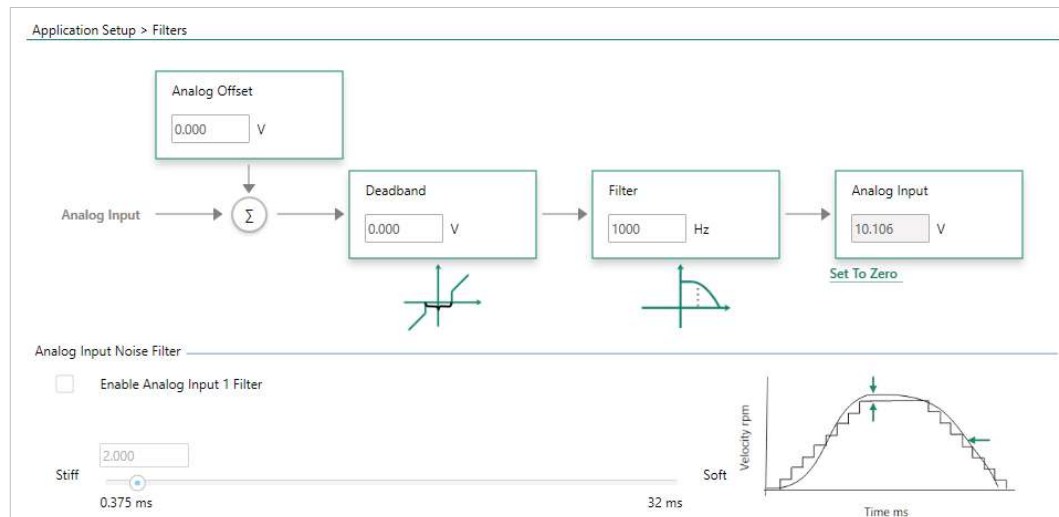 Application Setup > Filters
Analog Offset
0.000 V
Analog Input
Σ
Deadband
0.000 V
Filter
1000 Hz
Analog Input
10.106 V
Set To Zero
Analog Input Noise Filter
Enable Analog Input 1 Filter
2.000
Stiff
Soft
0.375 ms
32 ms
Velocity rpm
Time ms